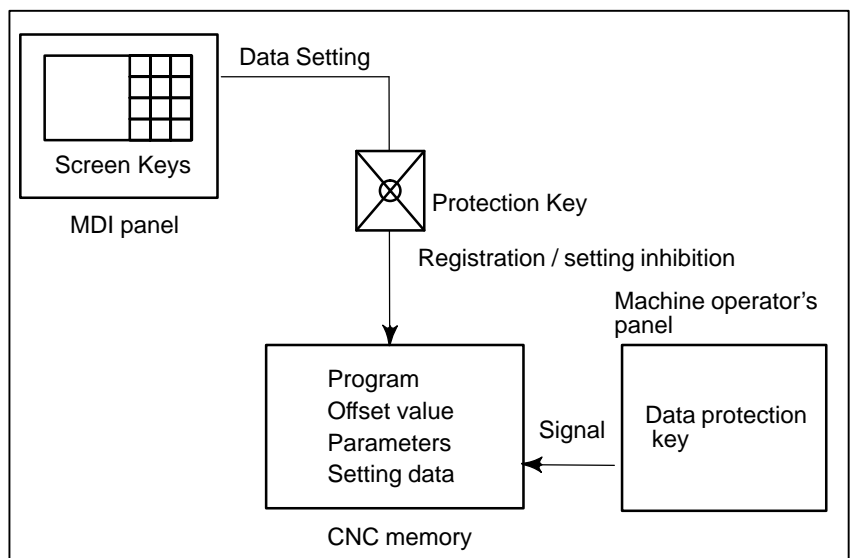 Data Setting
Screen Keys
MDI panel
Protection Key
Registration / setting inhibition
Machine operator’s
panel
Program
Offset value
Parameters
Setting data
CNC memory
Signal
Data protection
key